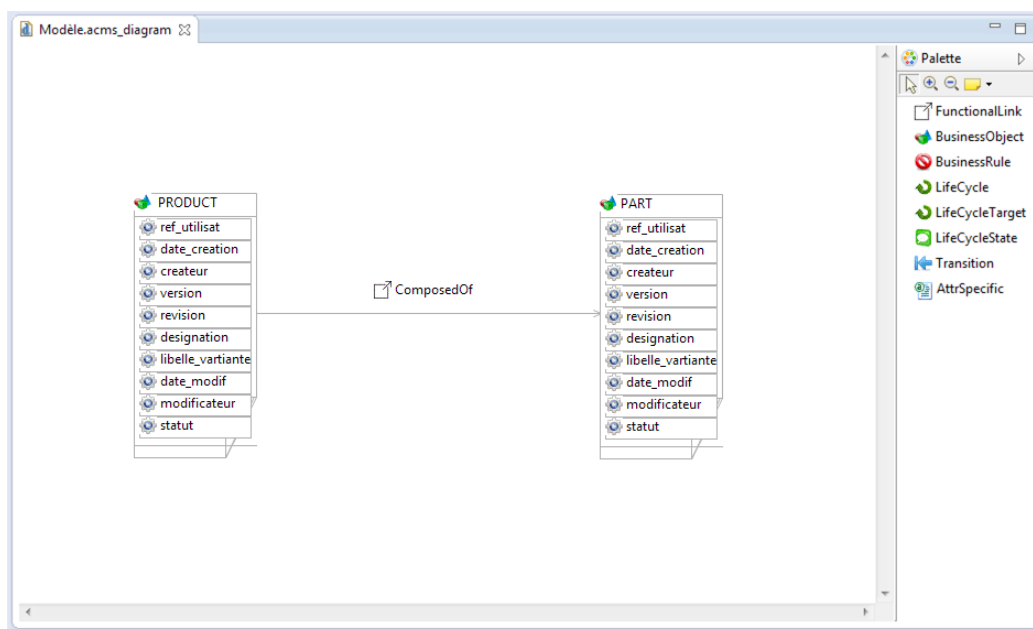 Modèle.acms_diagram
Palette
FunctionalLink
BusinessObject
BusinessRule
LifeCycle
LifeCycleTarget
LifeCycleState
Transition
AttrSpecific
PRODUCT
ref_utilisat
date_creation
createur
version
revision
designation
libelle_vartiante
date_modif
modificateur
statut
ComposedOf
PART
ref_utilisat
date_creation
createur
version
revision
designation
libelle_vartiante
date_modif
modificateur
statut